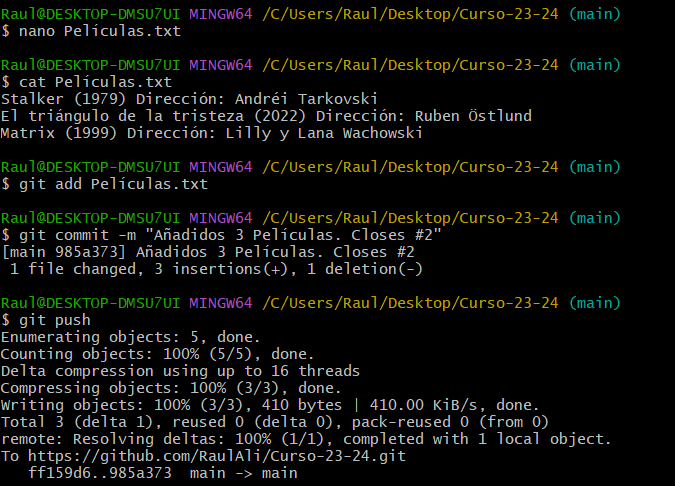 Raul@DESKTOP-DMSU7UI MINGW64 /C/Users/Raul/Desktop/Curso-23-24 (main)
$ nano Películas.txt
Raul@DESKTOP-DMSU7UI MINGW64 /C/Users/Raul/Desktop/Curso-23-24 (main)
$ cat Películas.txt
Stalker (1979) Dirección: Andréi Tarkovski
El triángulo de la tristeza (2022) Dirección: Ruben Östlund
Matrix (1999) Dirección: Lilly y Lana Wachowski
Raul@DESKTOP-DMSU7UI MINGW64 /C/Users/Raul/Desktop/Curso-23-24 (main)
$ git add Películas.txt
Raul@DESKTOP-DMSU7UI MINGW64 /C/Users/Raul/Desktop/Curso-23-24 (main)
$ git commit -m "Añadidos 3 Películas. Closes #2"
[main 985a373] Añadidos 3 Películas. Closes #2
1 file changed, 3 insertions(+), 1 deletion(-)
Raul@DESKTOP-DMSU7UI MINGW64 /C/Users/Raul/Desktop/Curso-23-24 (main)
$ git push
Enumerating objects: 5, done.
Counting objects: 100% (5/5), done.
Delta compression using up to 16 threads
Compressing objects: 100% (3/3), done.
Writing objects: 100% (3/3), 410 bytes | 410.00 KiB/s, done.
Total 3 (delta 1), reused 0 (delta 0), pack-reused 0 (from 0)
remote: Resolving deltas: 100% (1/1), completed with 1 local object.
To https://github.com/RaulAli/Curso-23-24.git
ff159d6..985a373  main -> main